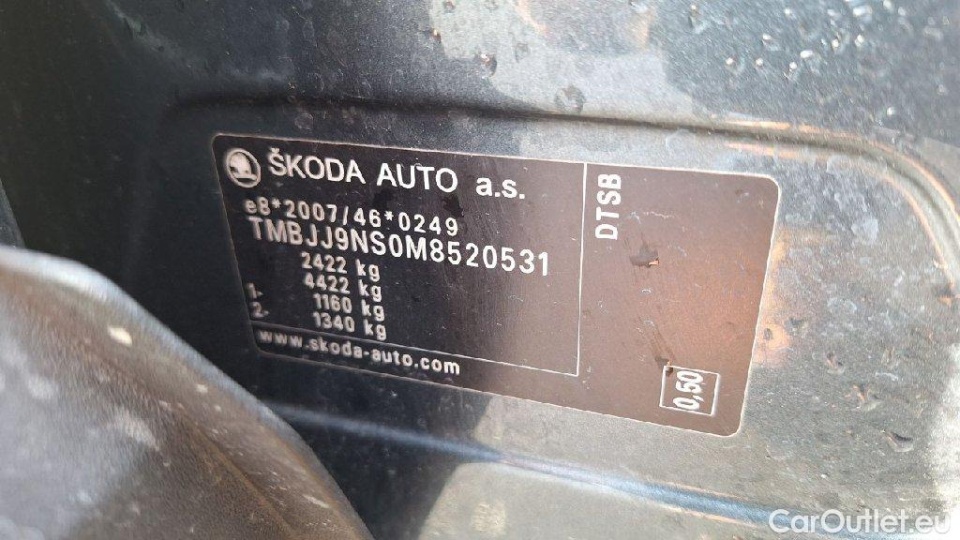 ŠKODA AUTO a.s.
e8*2007/46*0249
TMBJJ9NS0M8520531
2422 kg
4422 kg
1- 1160 kg
2- 1340 kg
www.skoda-auto.com
DTSB
0,50
CarOutlet.eu